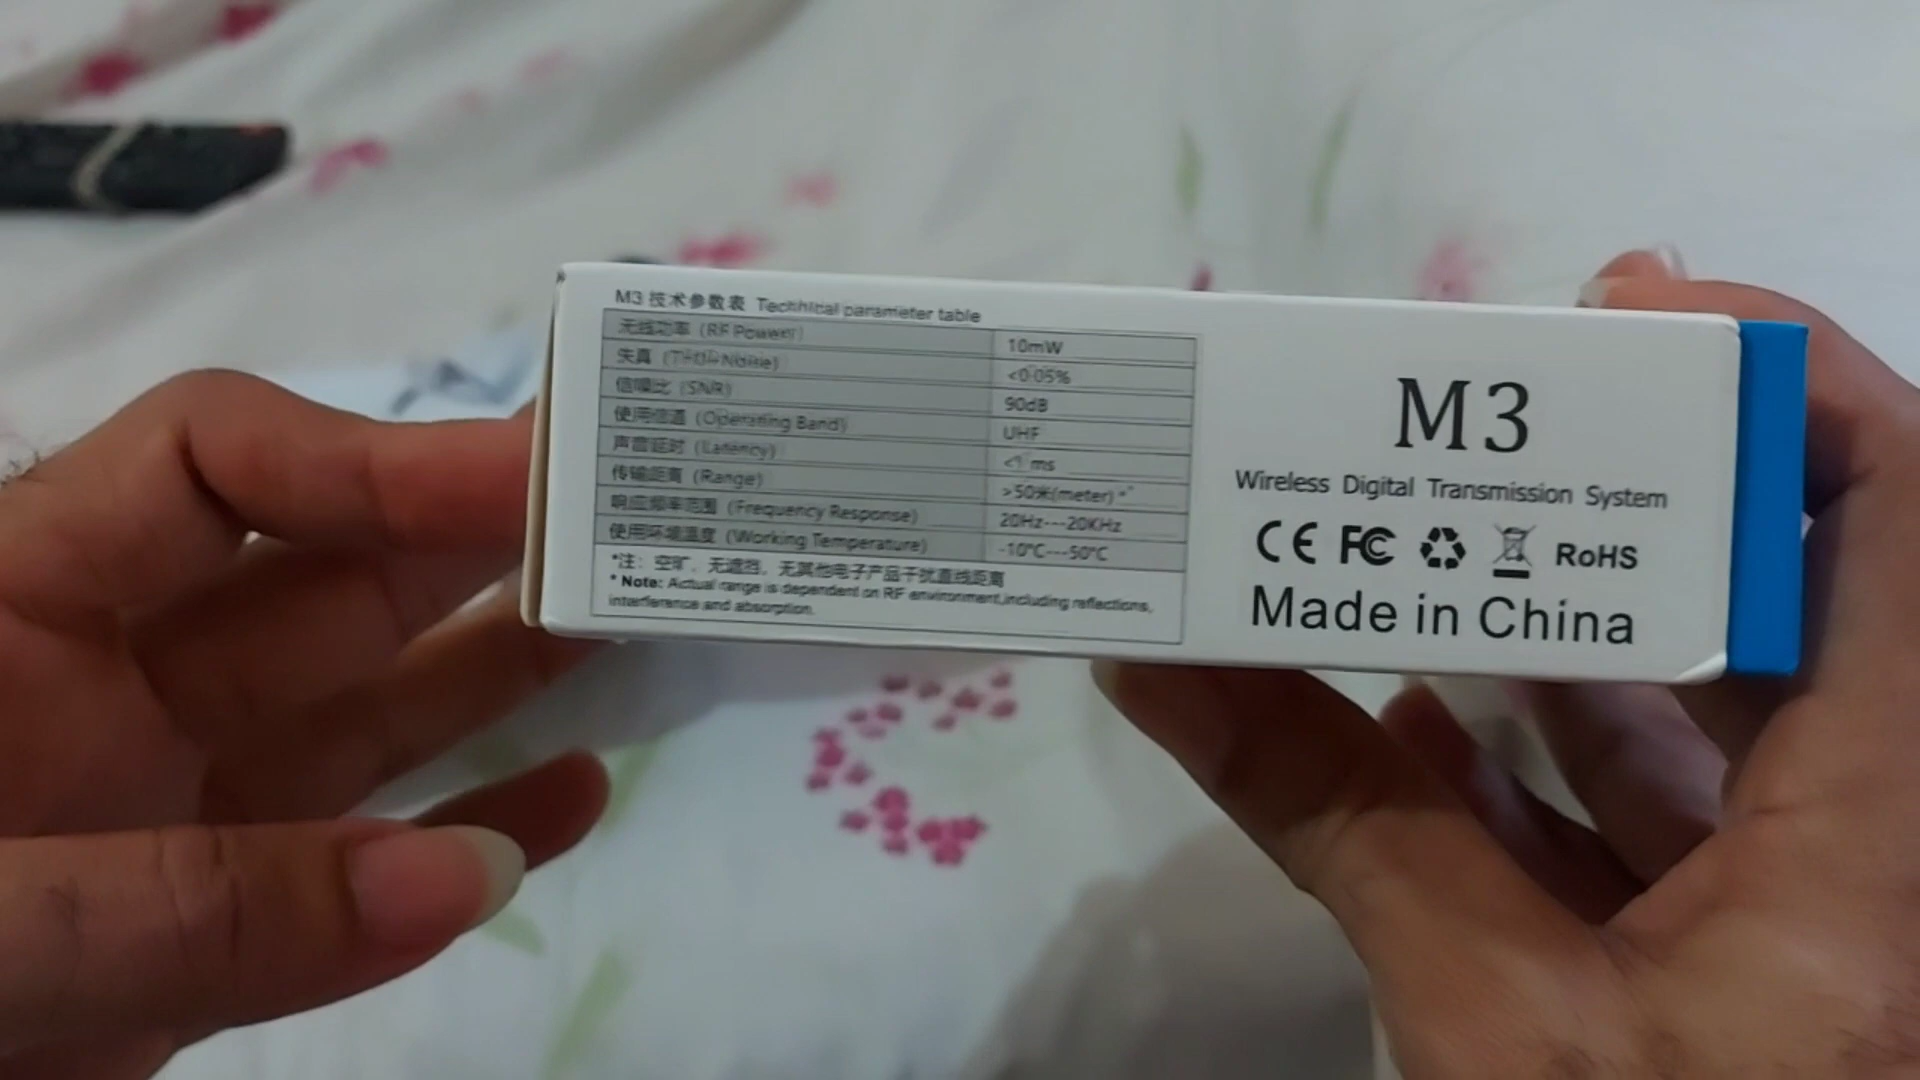 M3 技术参数表 Technical parameter table
无线功率 (RF Power) 10mW
失真 (THD+Noise) <0.05%
信噪比 (SNR) 90dB
使用信道 (Operating Band) UHF
声音延时 (Latency) <1 ms
传输距离 (Range) >50米(meter) *
响应频率范围 (Frequency Response) 20Hz---20KHz
使用环境温度 (Working Temperature) -10°C---50°C
*注：空旷，无遮挡，无其他电子产品干扰直线距离
* Note: Actual range is dependent on RF environment,including reflections,
interference and absorption.
M3
Wireless Digital Transmission System
CE FC RoHS
Made in China